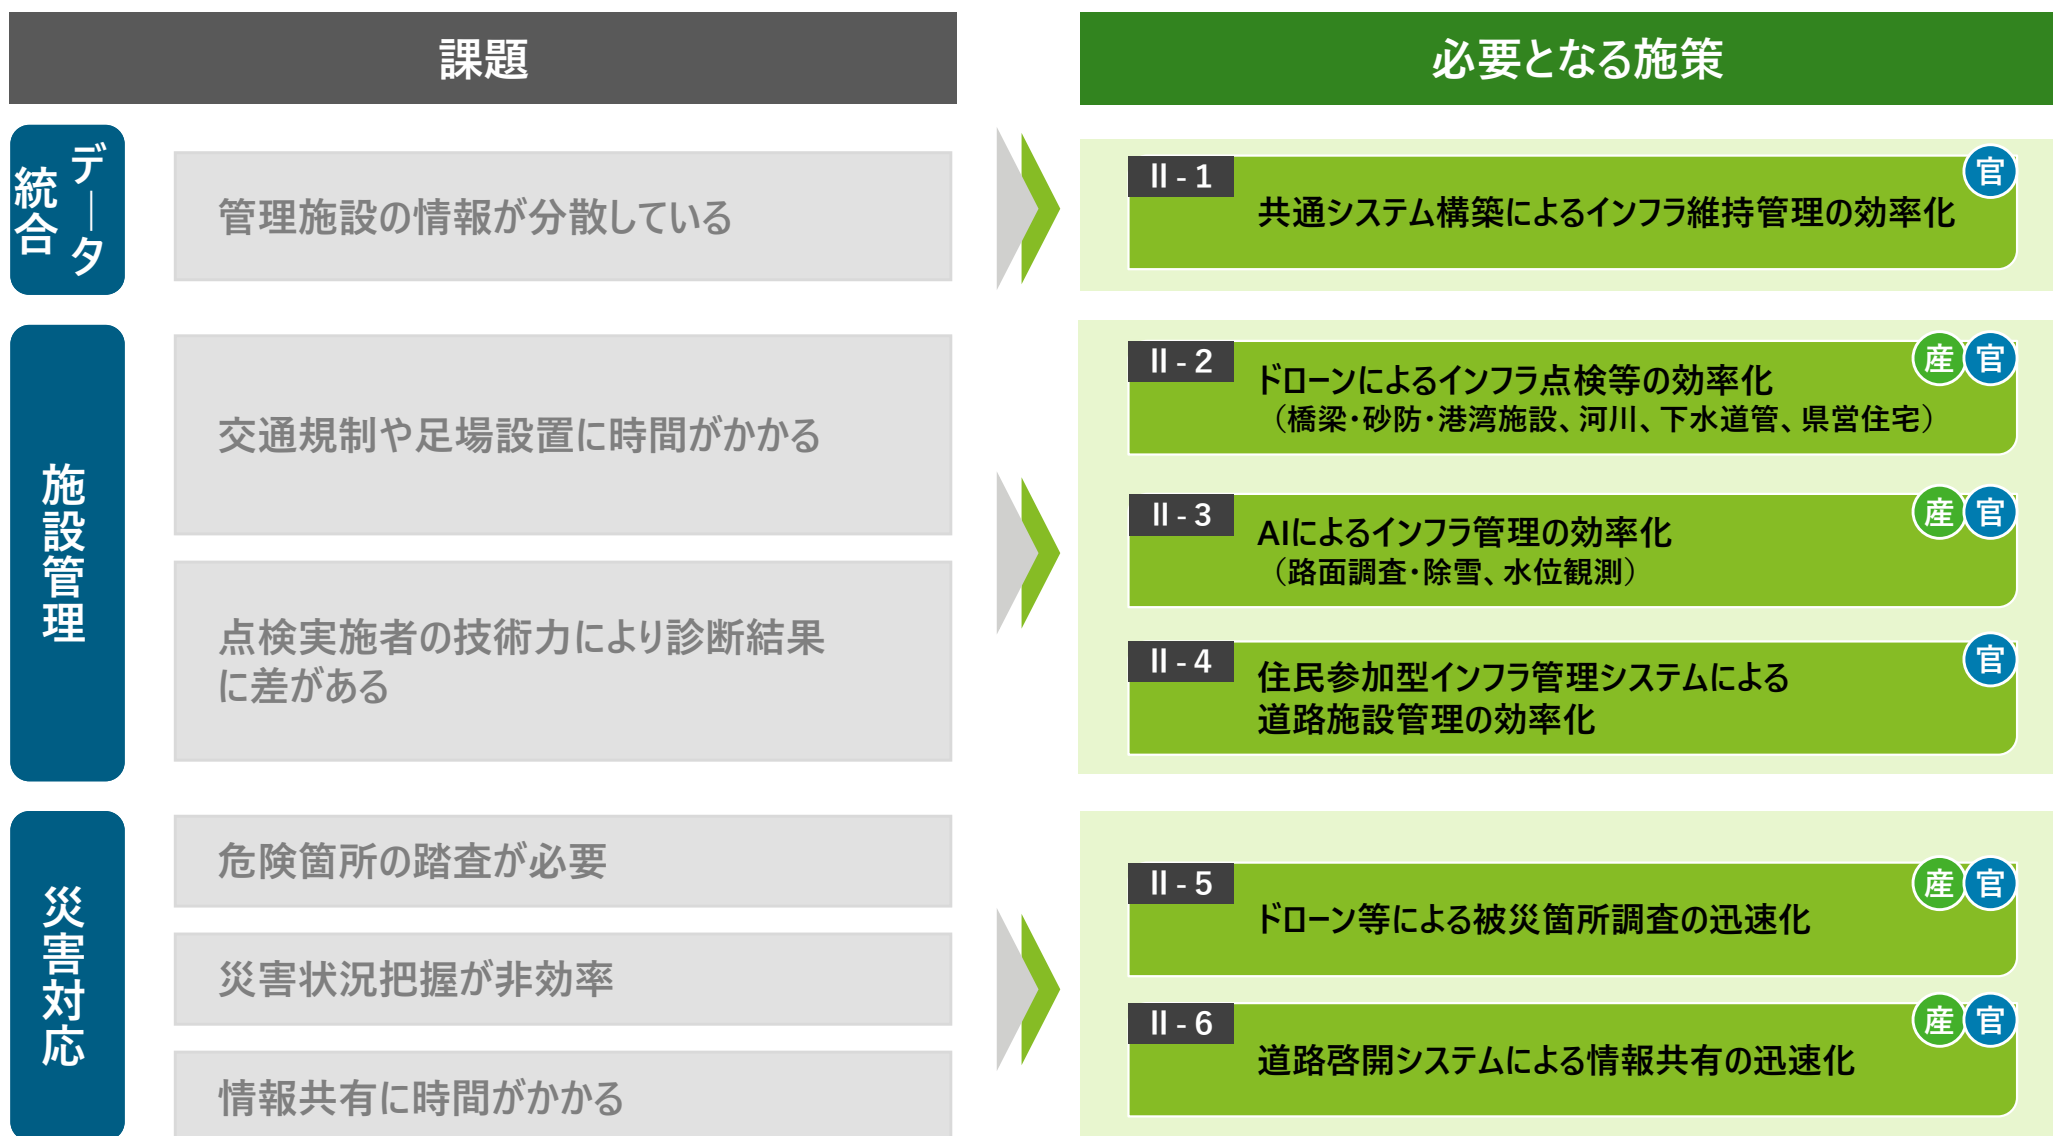 課題
必要となる施策
データ
統合
管理施設の情報が分散している
Ⅱ-1
官
共通システム構築によるインフラ維持管理の効率化
施設管理
交通規制や足場設置に時間がかかる
点検実施者の技術力により診断結果
に差がある
Ⅱ-2
産 官
ドローンによるインフラ点検等の効率化
（橋梁・砂防・港湾施設、河川、下水道管、県営住宅）
Ⅱ-3
産 官
AIによるインフラ管理の効率化
（路面調査・除雪、水位観測）
Ⅱ-4
官
住民参加型インフラ管理システムによる
道路施設管理の効率化
災害対応
危険箇所の踏査が必要
災害状況把握が非効率
情報共有に時間がかかる
Ⅱ-5
産 官
ドローン等による被災箇所調査の迅速化
Ⅱ-6
産 官
道路啓開システムによる情報共有の迅速化